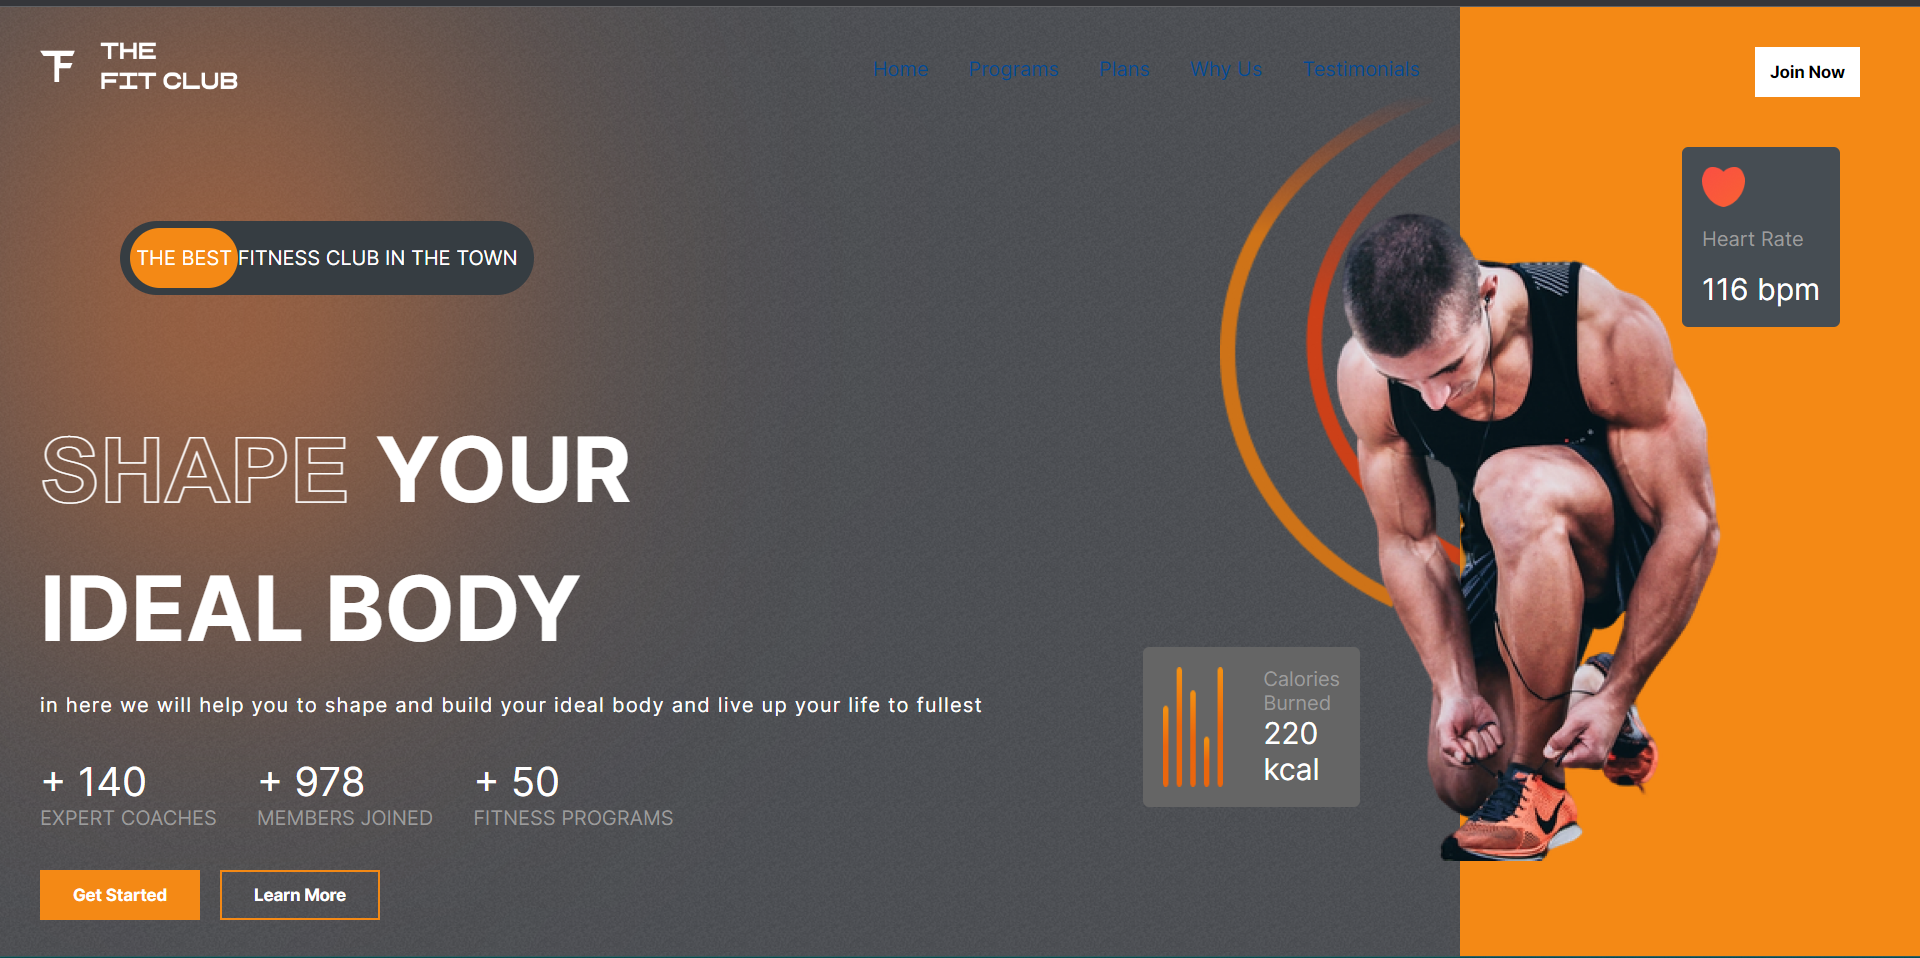 THE
FIT CLUB
Home Programs Plans Why Us Testimonials
Join Now
Heart Rate
116 bpm
THE BEST FITNESS CLUB IN THE TOWN
SHAPE YOUR
IDEAL BODY
in here we will help you to shape and build your ideal body and live up your life to fullest
+ 140
EXPERT COACHES
+ 978
MEMBERS JOINED
+ 50
FITNESS PROGRAMS
Calories
Burned
220
kcal
Get Started
Learn More